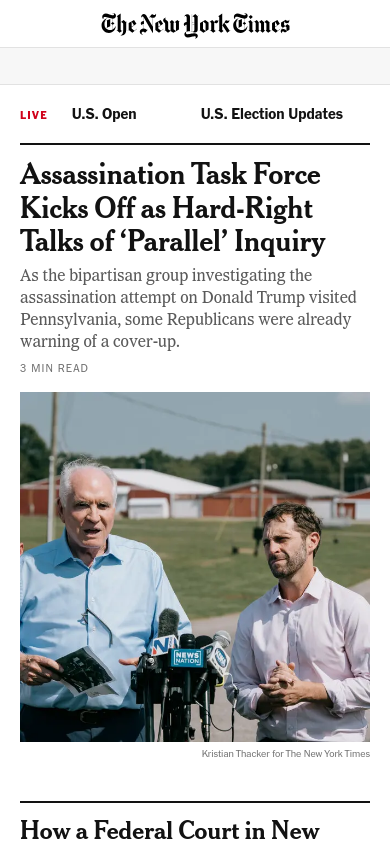 The New York Times
LIVE
U.S. Open
U.S. Election Updates
Assassination Task Force
Kicks Off as Hard-Right
Talks of ‘Parallel’ Inquiry
As the bipartisan group investigating the
assassination attempt on Donald Trump visited
Pennsylvania, some Republicans were already
warning of a cover-up.
3 MIN READ
NEWS
NATION
Kristian Thacker for The New York Times
How a Federal Court in New